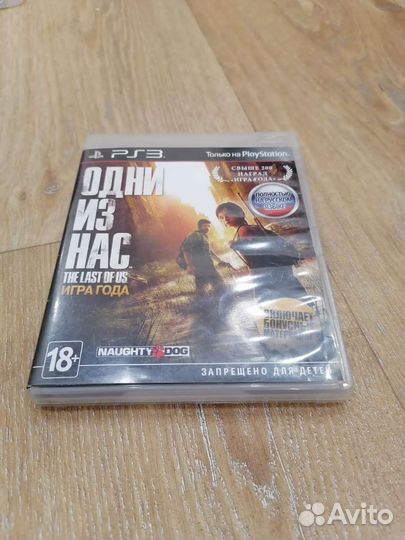 PS3
Только на PlayStation
СВЫШЕ 200
НАГРАД
«ИГРА ГОДА»
ПОЛНОСТЬЮ
НА РУССКОМ
ЯЗЫКЕ
ОДНИ
ИЗ
НАС
THE LAST OF US
ИГРА ГОДА
ВКЛЮЧАЕТ
БОНУСНЫЕ
МАТЕРИАЛЫ
18+
NAUGHTY DOG
ЗАПРЕЩЕНО ДЛЯ ДЕТЕЙ
Avito